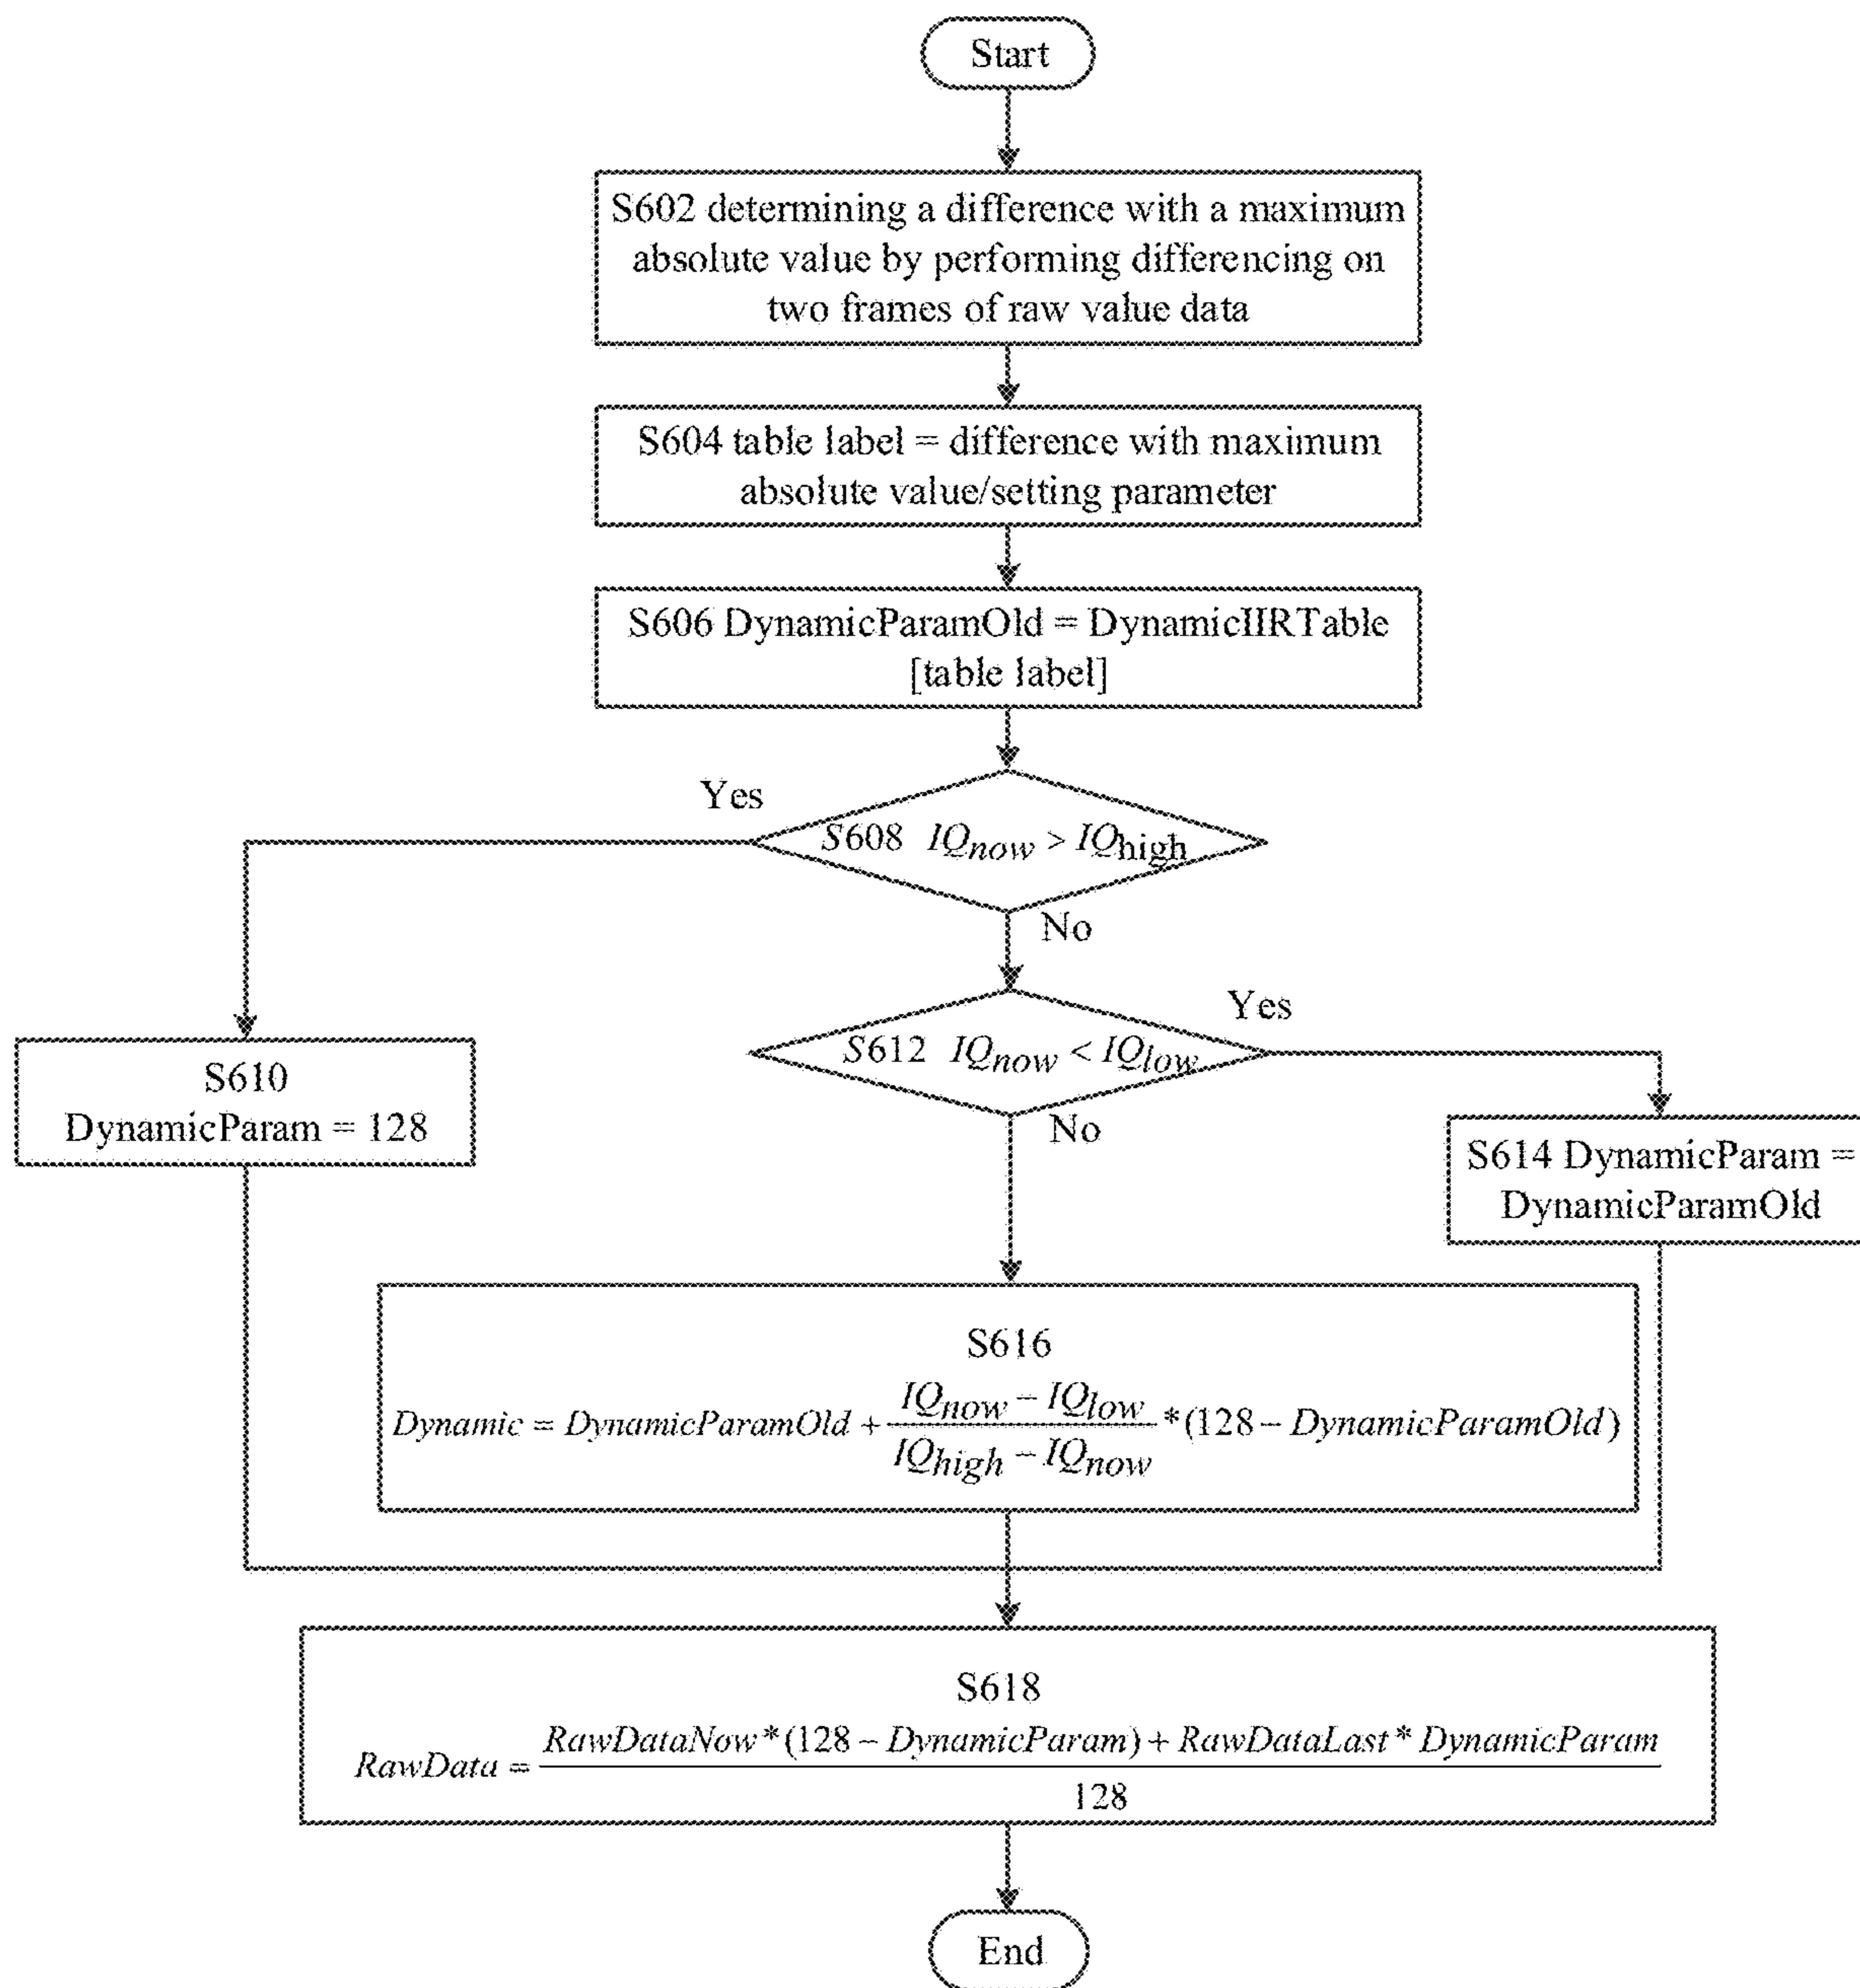 Start
S602 determining a difference with a maximum
absolute value by performing differencing on
two frames of raw value data
S604 table label = difference with maximum
absolute value/setting parameter
S606 DynamicParamOld = DynamicIIRTable
[table label]
Yes
S608 IQnow > IQhigh
No
Yes
S612 IQnow < IQlow
No
S610
DynamicParam = 128
S614 DynamicParam =
DynamicParamOld
S616
Dynamic = DynamicParamOld + (IQnow − IQlow)/(IQhigh − IQnow) *(128 − DynamicParamOld)
S618
RawData = (RawDataNow*(128 − DynamicParam) + RawDataLast* DynamicParam)/128
End